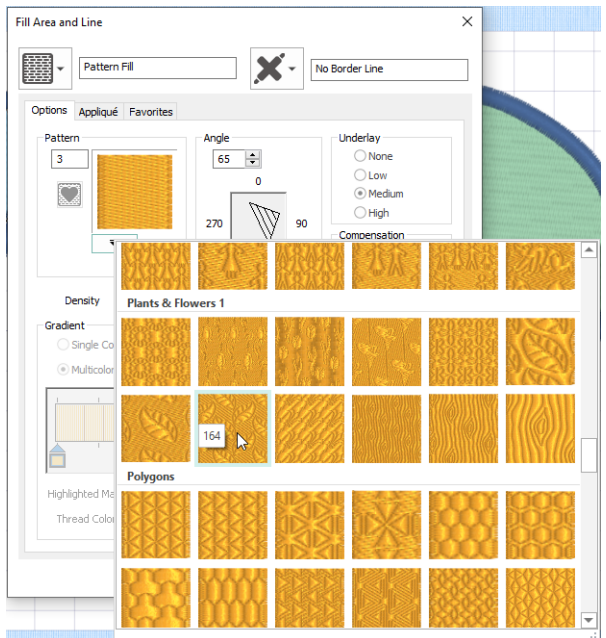 Fill Area and Line
Pattern Fill
No Border Line
Options Appliqué Favorites
Pattern
3
Angle
65
0
270
90
Underlay
None
Low
Medium
High
Compensation
Density
Gradient
Single Co
Multicolor
Highlighted Ma
Thread Color
Plants & Flowers 1
164
Polygons